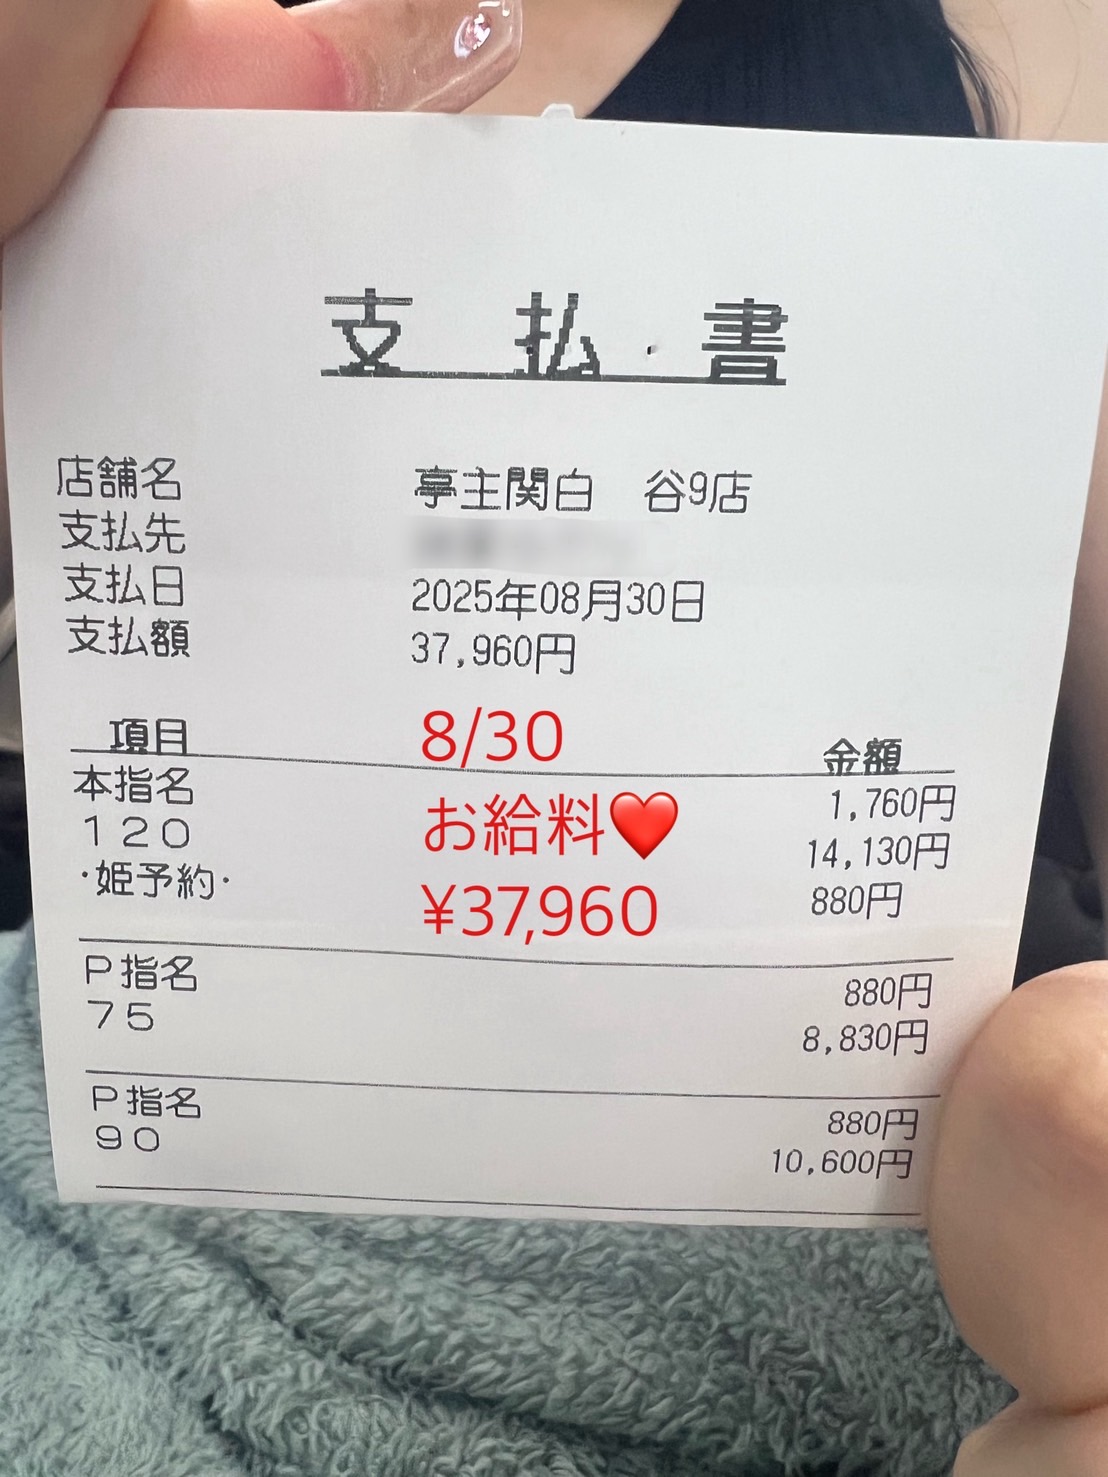 支払書
店舗名 亭主関白 谷9店
支払先
支払日 2025年08月30日
支払額 37,960円
8/30
お給料❤️
¥37,960
項目 金額
本指名 1,760円
120 14,130円
・姫予約・ 880円
P指名 880円
75 8,830円
P指名 880円
90 10,600円